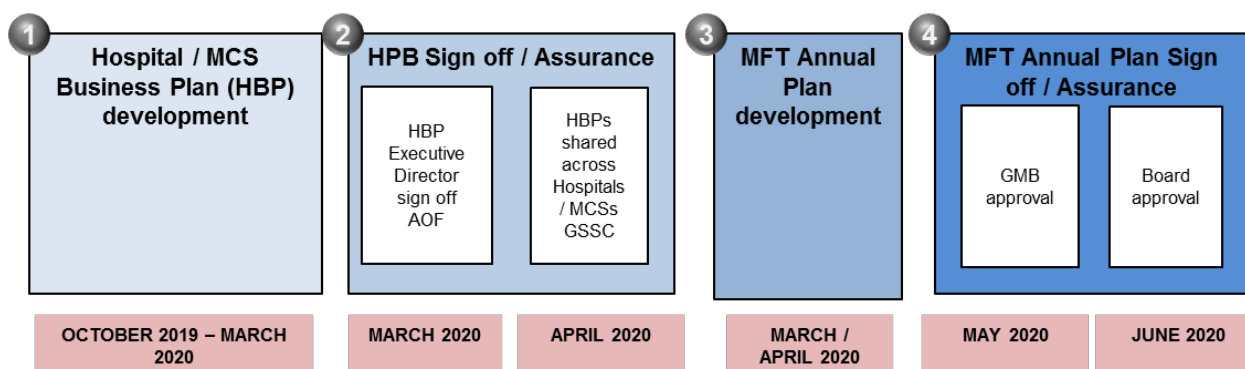 1
Hospital / MCS
Business Plan (HBP)
development
2
HPB Sign off / Assurance
HBP
Executive
Director
sign off
AOF
HBPs
shared
across
Hospitals
/ MCSs
GSSC
3
MFT Annual
Plan
development
4
MFT Annual Plan Sign
off / Assurance
GMB
approval
Board
approval
OCTOBER 2019 – MARCH
2020
MARCH 2020
APRIL 2020
MARCH /
APRIL 2020
MAY 2020
JUNE 2020